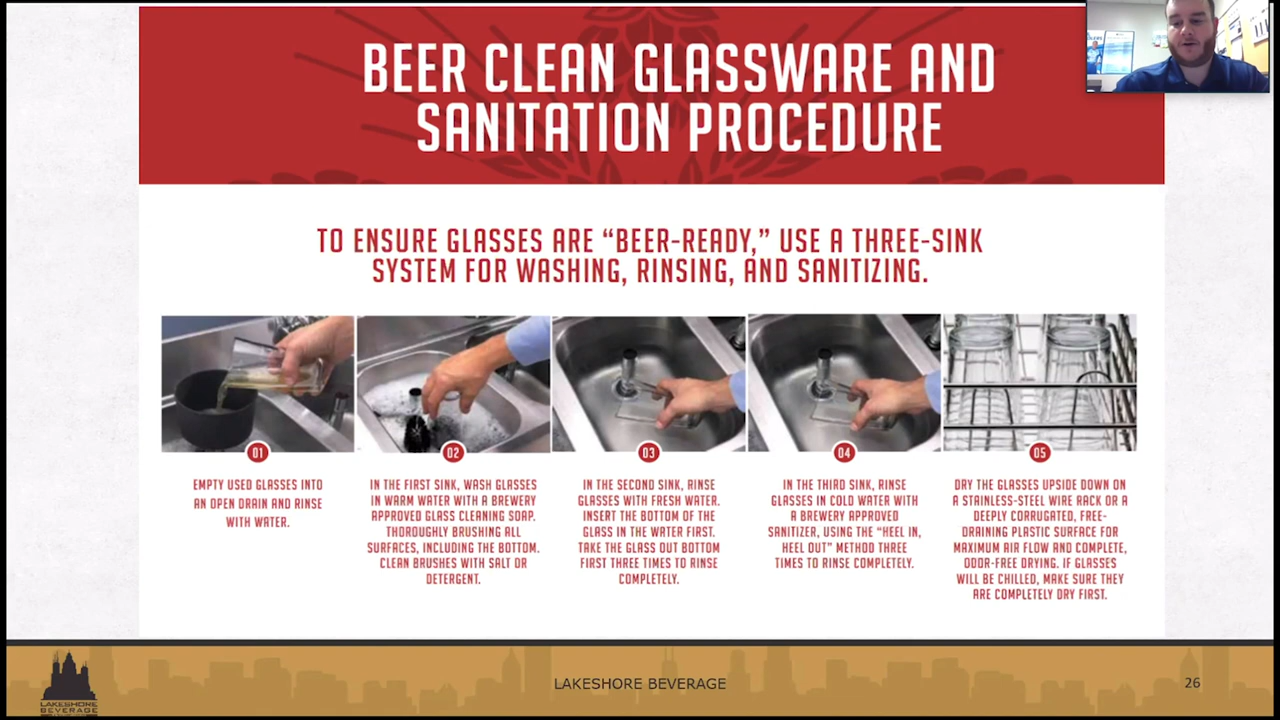 BEER CLEAN GLASSWARE AND
SANITATION PROCEDURE
TO ENSURE GLASSES ARE “BEER-READY,” USE A THREE-SINK
SYSTEM FOR WASHING, RINSING, AND SANITIZING.
01
EMPTY USED GLASSES INTO
AN OPEN DRAIN AND RINSE
WITH WATER.
02
IN THE FIRST SINK, WASH GLASSES
IN WARM WATER WITH A BREWERY
APPROVED GLASS CLEANING SOAP.
THOROUGHLY BRUSHING ALL
SURFACES, INCLUDING THE BOTTOM.
CLEAN BRUSHES WITH SALT OR
DETERGENT.
03
IN THE SECOND SINK, RINSE
GLASSES WITH FRESH WATER.
INSERT THE BOTTOM OF THE
GLASS IN THE WATER FIRST.
TAKE THE GLASS OUT BOTTOM
FIRST THREE TIMES TO RINSE
COMPLETELY.
04
IN THE THIRD SINK, RINSE
GLASSES IN COLD WATER WITH
A BREWERY APPROVED
SANITIZER, USING THE “HEEL IN,
HEEL OUT” METHOD THREE
TIMES TO RINSE COMPLETELY.
05
DRY THE GLASSES UPSIDE DOWN ON
A STAINLESS-STEEL WIRE RACK OR A
DEEPLY CORRUGATED, FREE-
DRAINING PLASTIC SURFACE FOR
MAXIMUM AIR FLOW AND COMPLETE,
ODOR-FREE DRYING. IF GLASSES
WILL BE CHILLED, MAKE SURE THEY
ARE COMPLETELY DRY FIRST.
LAKESHORE
BEVERAGE
LAKESHORE BEVERAGE
26